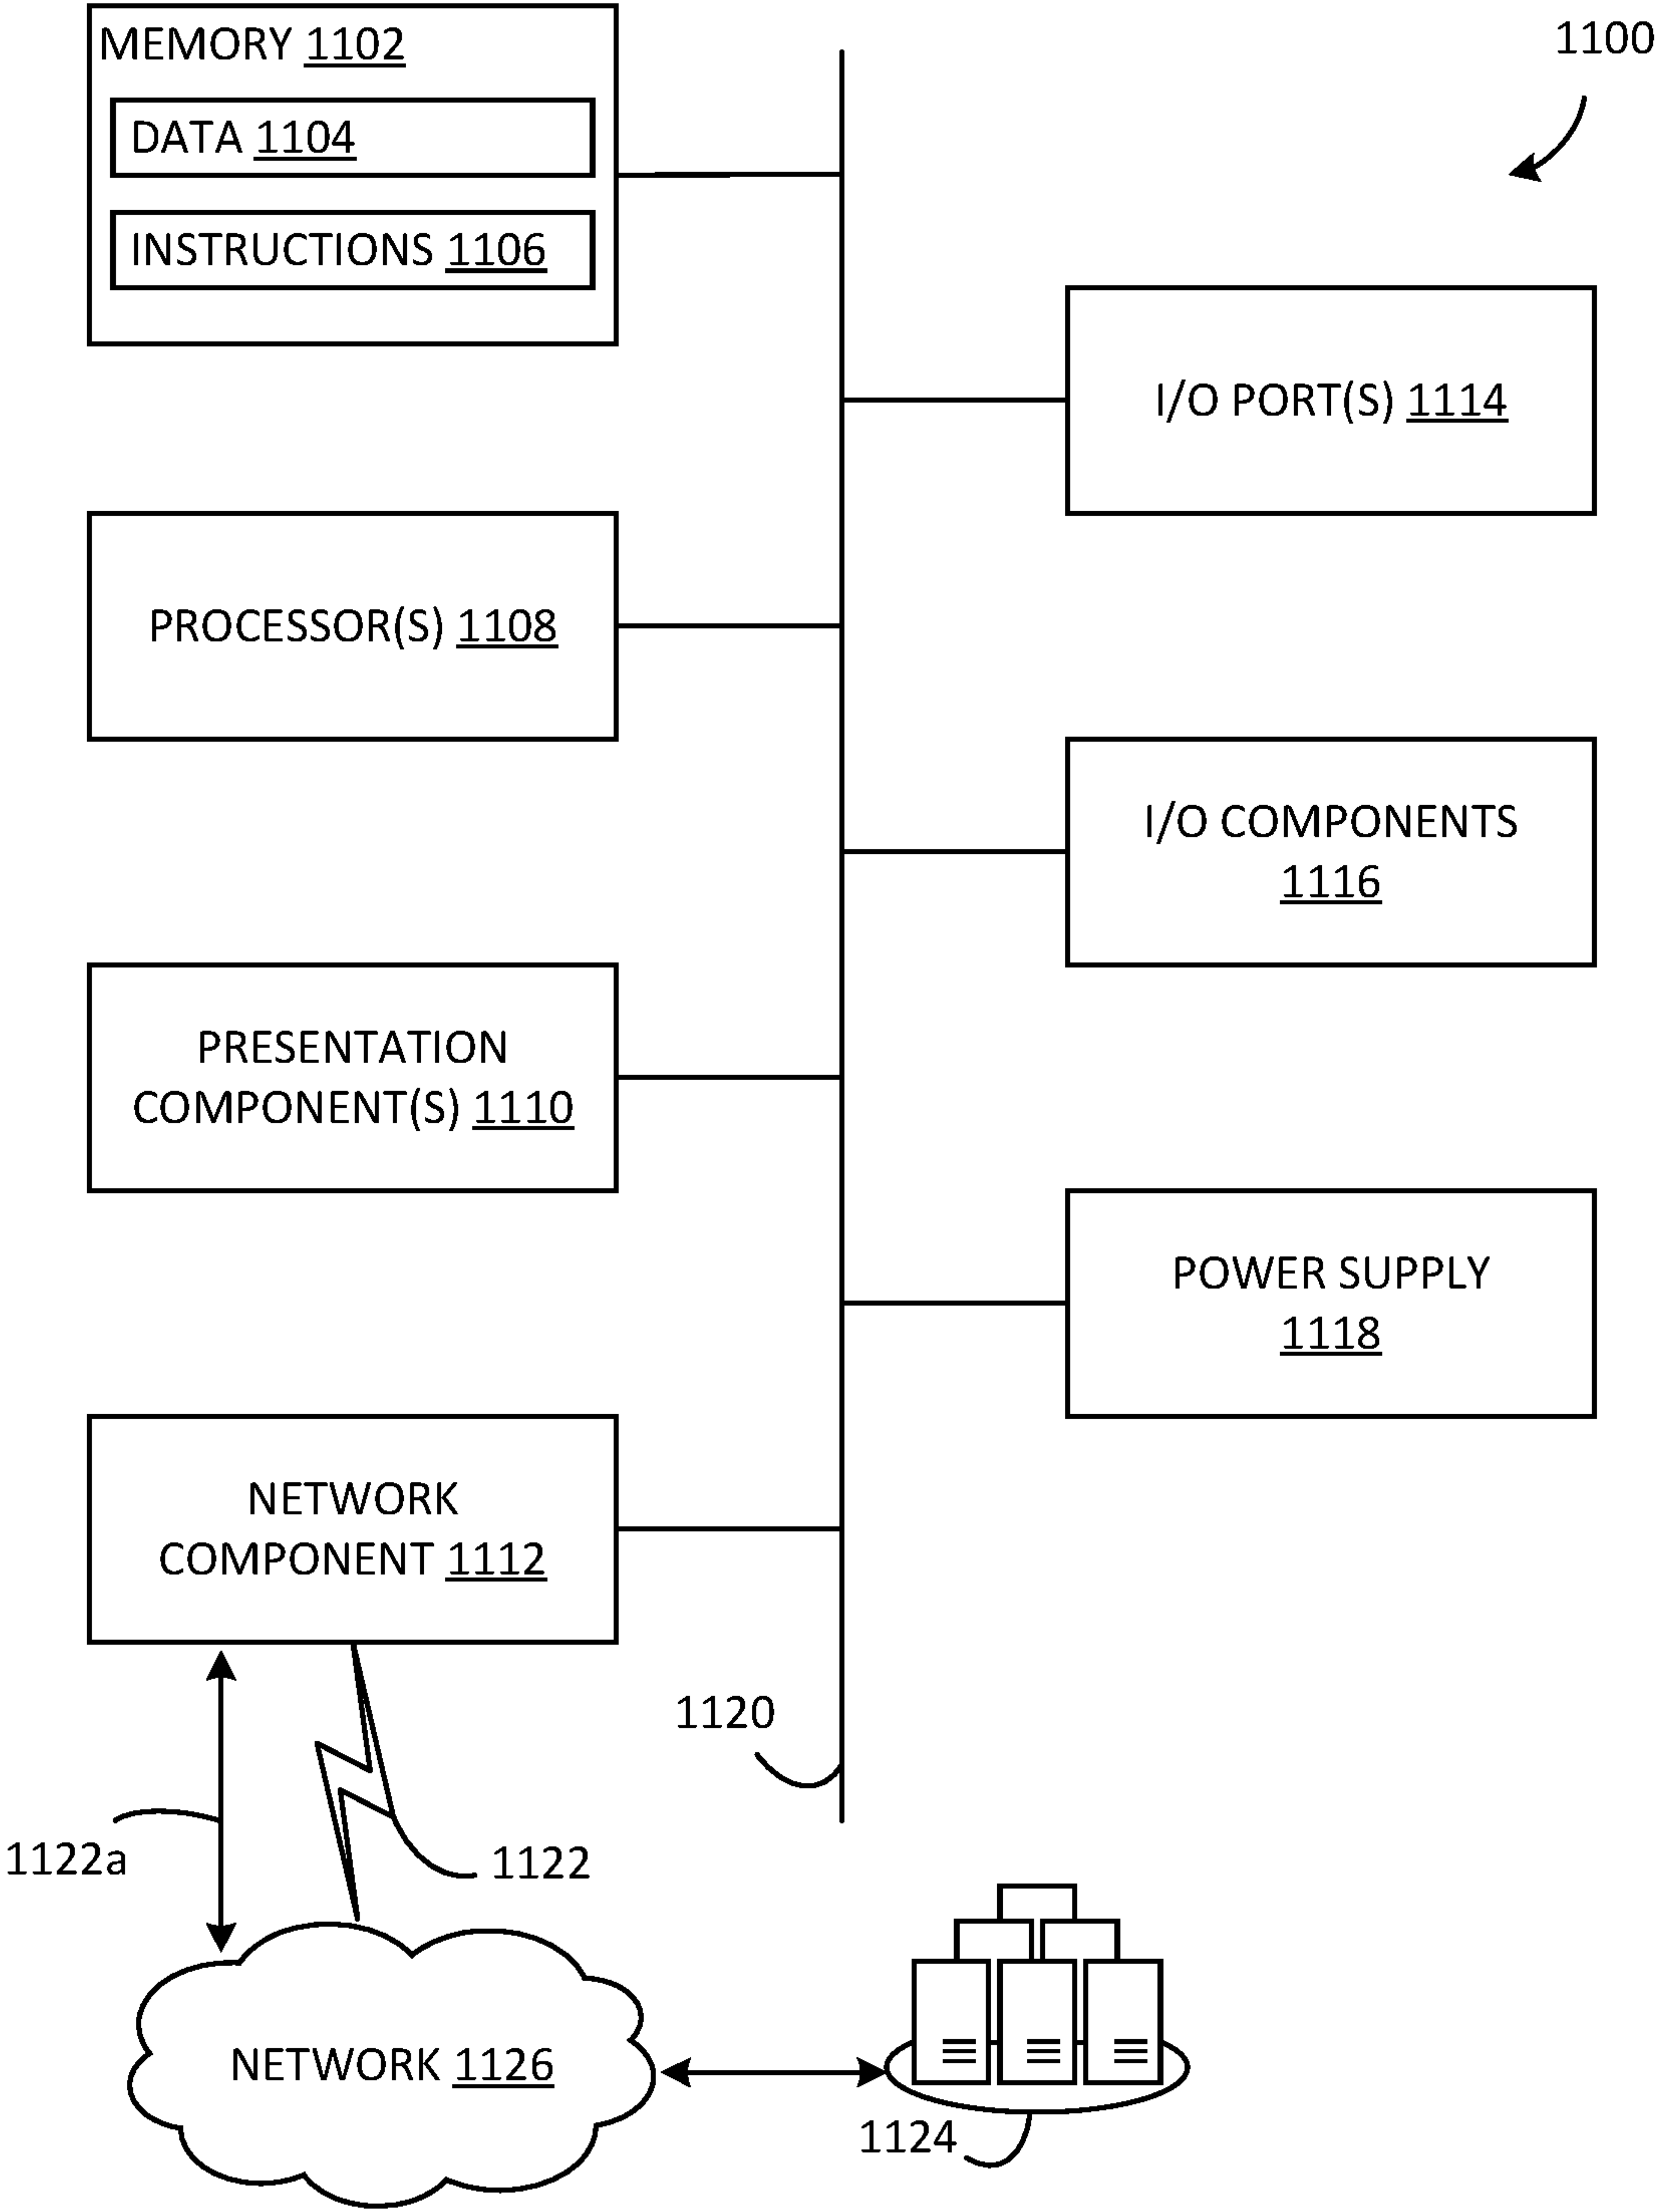 MEMORY 1102
1100
DATA 1104
INSTRUCTIONS 1106
I/O PORT(S) 1114
PROCESSOR(S) 1108
I/O COMPONENTS
1116
PRESENTATION
COMPONENT(S) 1110
POWER SUPPLY
1118
NETWORK
COMPONENT 1112
1120
1122a
1122
NETWORK 1126
1124